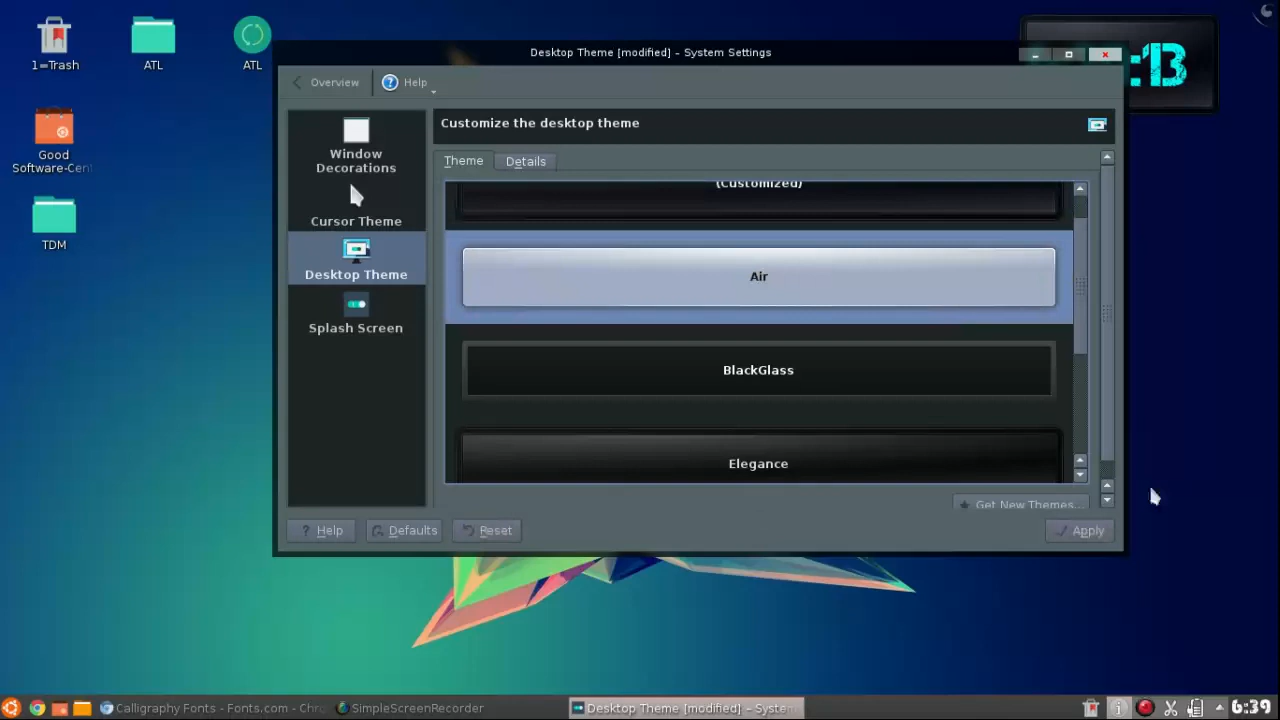 1=Trash
ATL
ATL
Good
Software-Cen
TDM
:13
Desktop Theme [modified] – System Settings
Overview
Help
Window
Decorations
Cursor Theme
Desktop Theme
Splash Screen
Customize the desktop theme
Theme
Details
(Customized)
Air
BlackGlass
Elegance
Get New Themes...
Help
Defaults
Reset
Apply
Calligraphy Fonts - Fonts.com - Chro
SimpleScreenRecorder
Desktop Theme [modified] – Syste
6:39